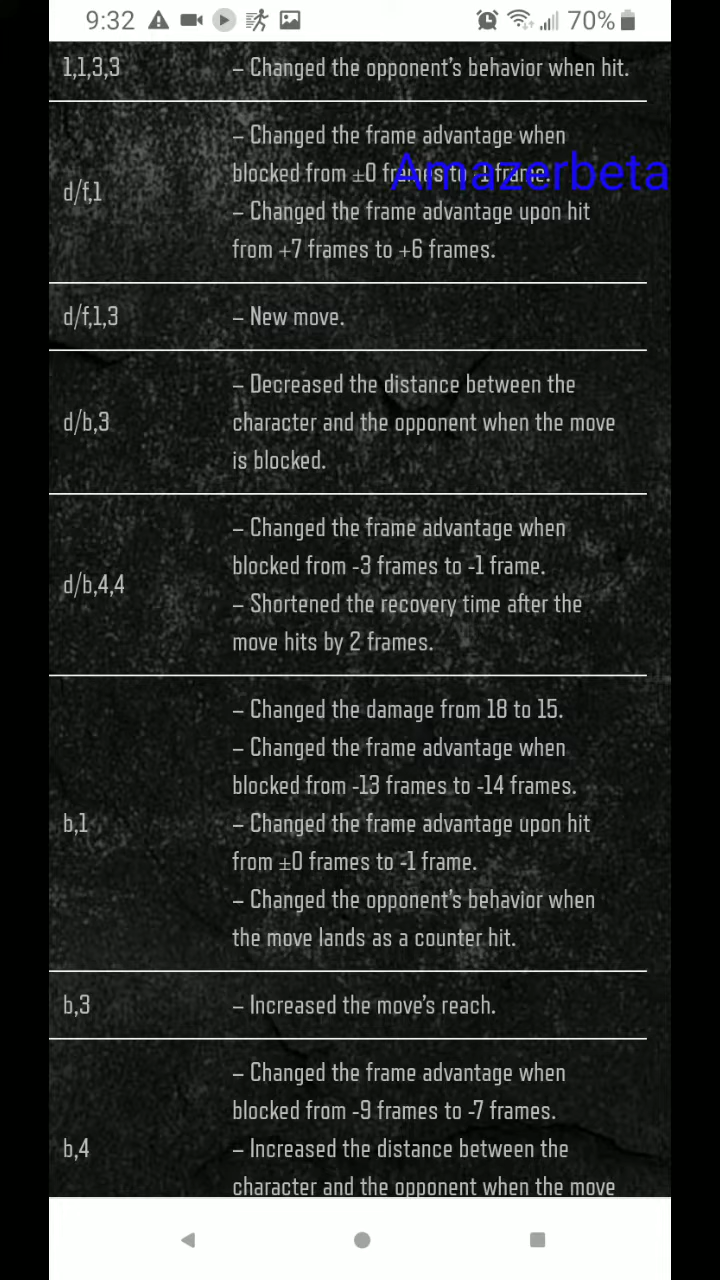 9:32
70%
1,1,3,3
– Changed the opponent's behavior when hit.
d/f,1
– Changed the frame advantage when
blocked from ±0 frames to -1 frame.
Amazerbeta
– Changed the frame advantage upon hit
from +7 frames to +6 frames.
d/f,1,3
– New move.
d/b,3
– Decreased the distance between the
character and the opponent when the move
is blocked.
d/b,4,4
– Changed the frame advantage when
blocked from -3 frames to -1 frame.
– Shortened the recovery time after the
move hits by 2 frames.
b,1
– Changed the damage from 18 to 15.
– Changed the frame advantage when
blocked from -13 frames to -14 frames.
– Changed the frame advantage upon hit
from ±0 frames to -1 frame.
– Changed the opponent's behavior when
the move lands as a counter hit.
b,3
– Increased the move's reach.
b,4
– Changed the frame advantage when
blocked from -9 frames to -7 frames.
– Increased the distance between the
character and the opponent when the move